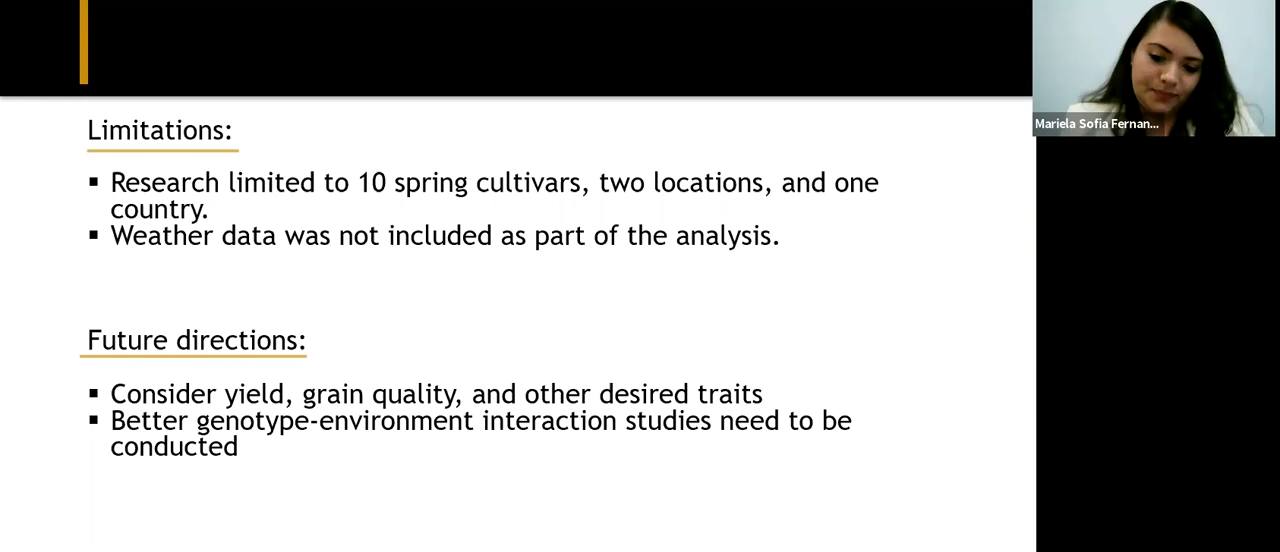 Limitations:
▪ Research limited to 10 spring cultivars, two locations, and one
country.
▪ Weather data was not included as part of the analysis.
Future directions:
▪ Consider yield, grain quality, and other desired traits
▪ Better genotype-environment interaction studies need to be
conducted
Mariela Sofia Fernan...